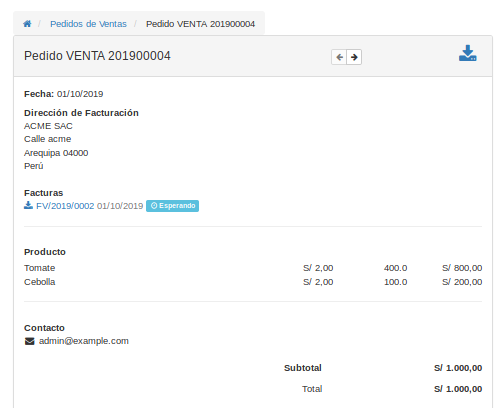 / Pedidos de Ventas / Pedido VENTA 201900004
Pedido VENTA 201900004
Fecha: 01/10/2019
Dirección de Facturación
ACME SAC
Calle acme
Arequipa 04000
Perú
Facturas
FV/2019/0002 01/10/2019 Esperando
Producto
Tomate S/ 2,00 400.0 S/ 800,00
Cebolla S/ 2,00 100.0 S/ 200,00
Contacto
admin@example.com
Subtotal S/ 1.000,00
Total S/ 1.000,00